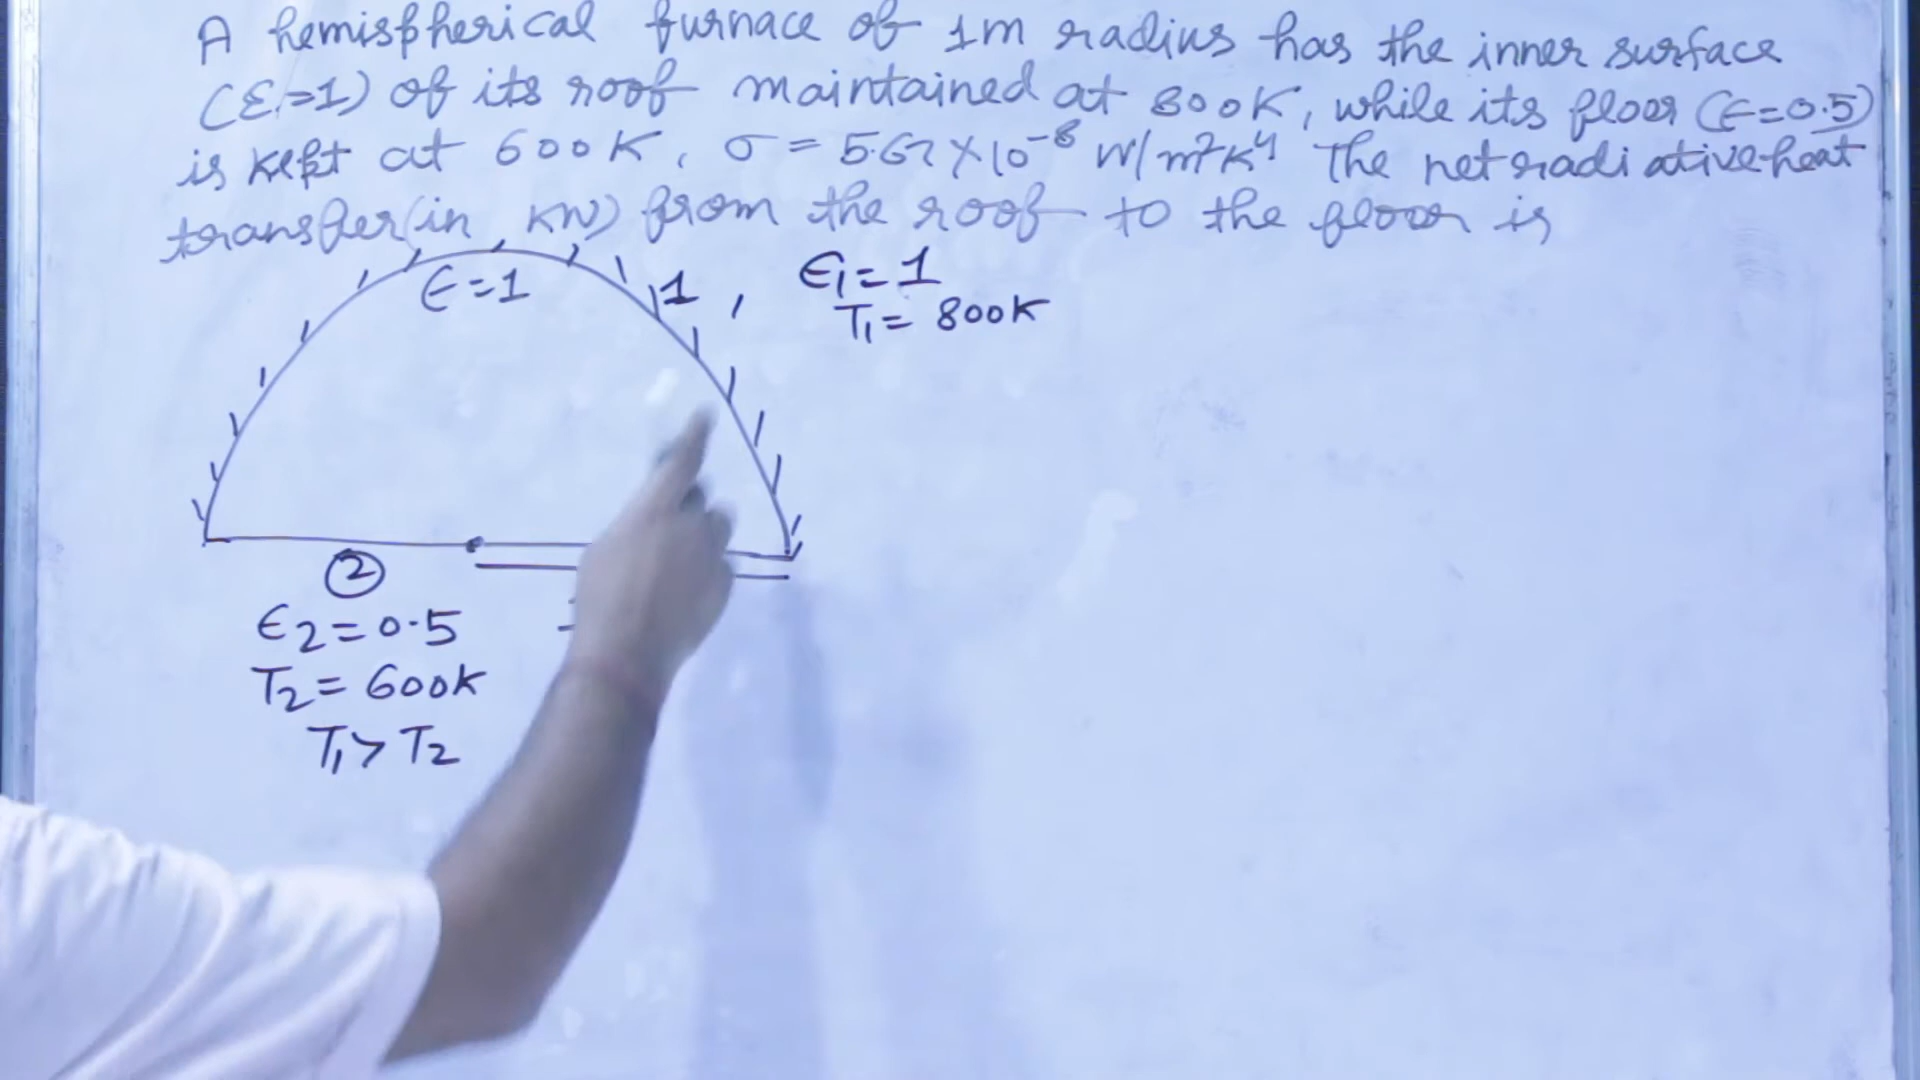 A hemispherical furnace of 1m radius has the inner surface
(ε=1) of its roof maintained at 800K, while its floor (ε=0.5)
is kept at 600K, σ = 5.67×10⁻⁸ W/m²K⁴ The net radiative heat
transfer (in KW) from the roof to the floor is
ε=1
1, ε₁=1
T₁= 800K
②
ε₂=0.5
T₂= 600K
T₁> T₂